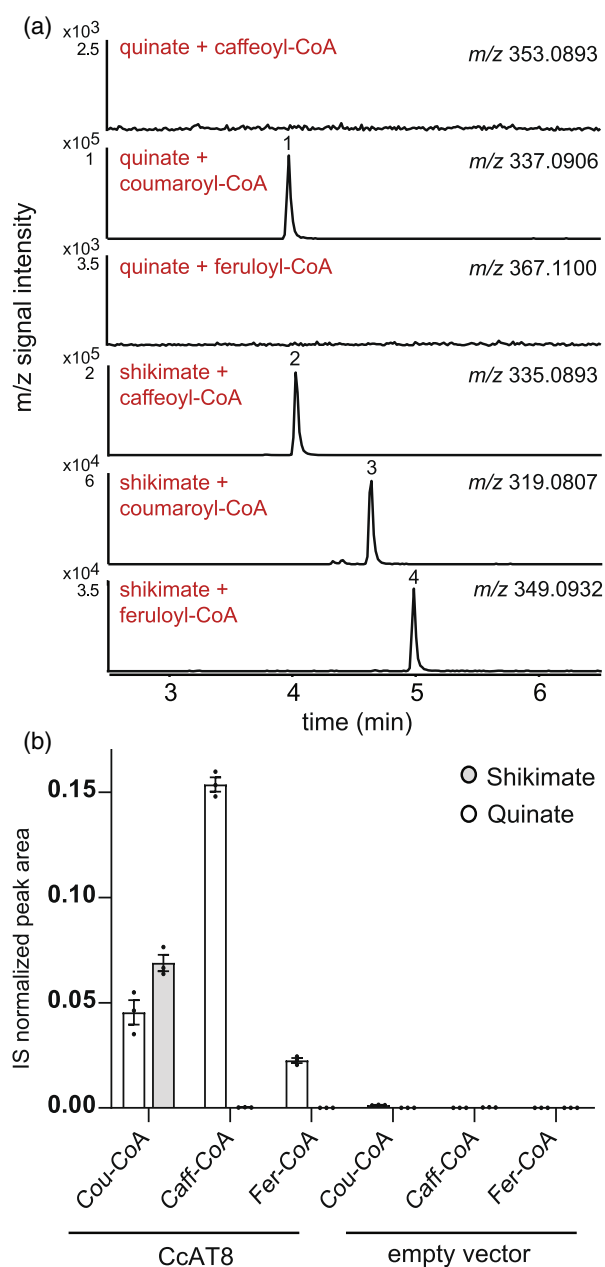 (a)
x10³
2.5
quinate + caffeoyl-CoA
m/z 353.0893
x10⁵
1
quinate +
coumaroyl-CoA
1
m/z 337.0906
x10³
3.5
quinate + feruloyl-CoA
m/z 367.1100
x10⁵
2
shikimate +
caffeoyl-CoA
2
m/z 335.0893
x10⁴
6
shikimate +
coumaroyl-CoA
3
m/z 319.0807
x10⁴
3.5
shikimate +
feruloyl-CoA
4
m/z 349.0932
m/z signal intensity
3 4 5 6
time (min)
(b)
Shikimate
Quinate
IS normalized peak area
0.15
0.10
0.05
0.00
Cou-CoA Caff-CoA Fer-CoA Cou-CoA Caff-CoA Fer-CoA
CcAT8 empty vector